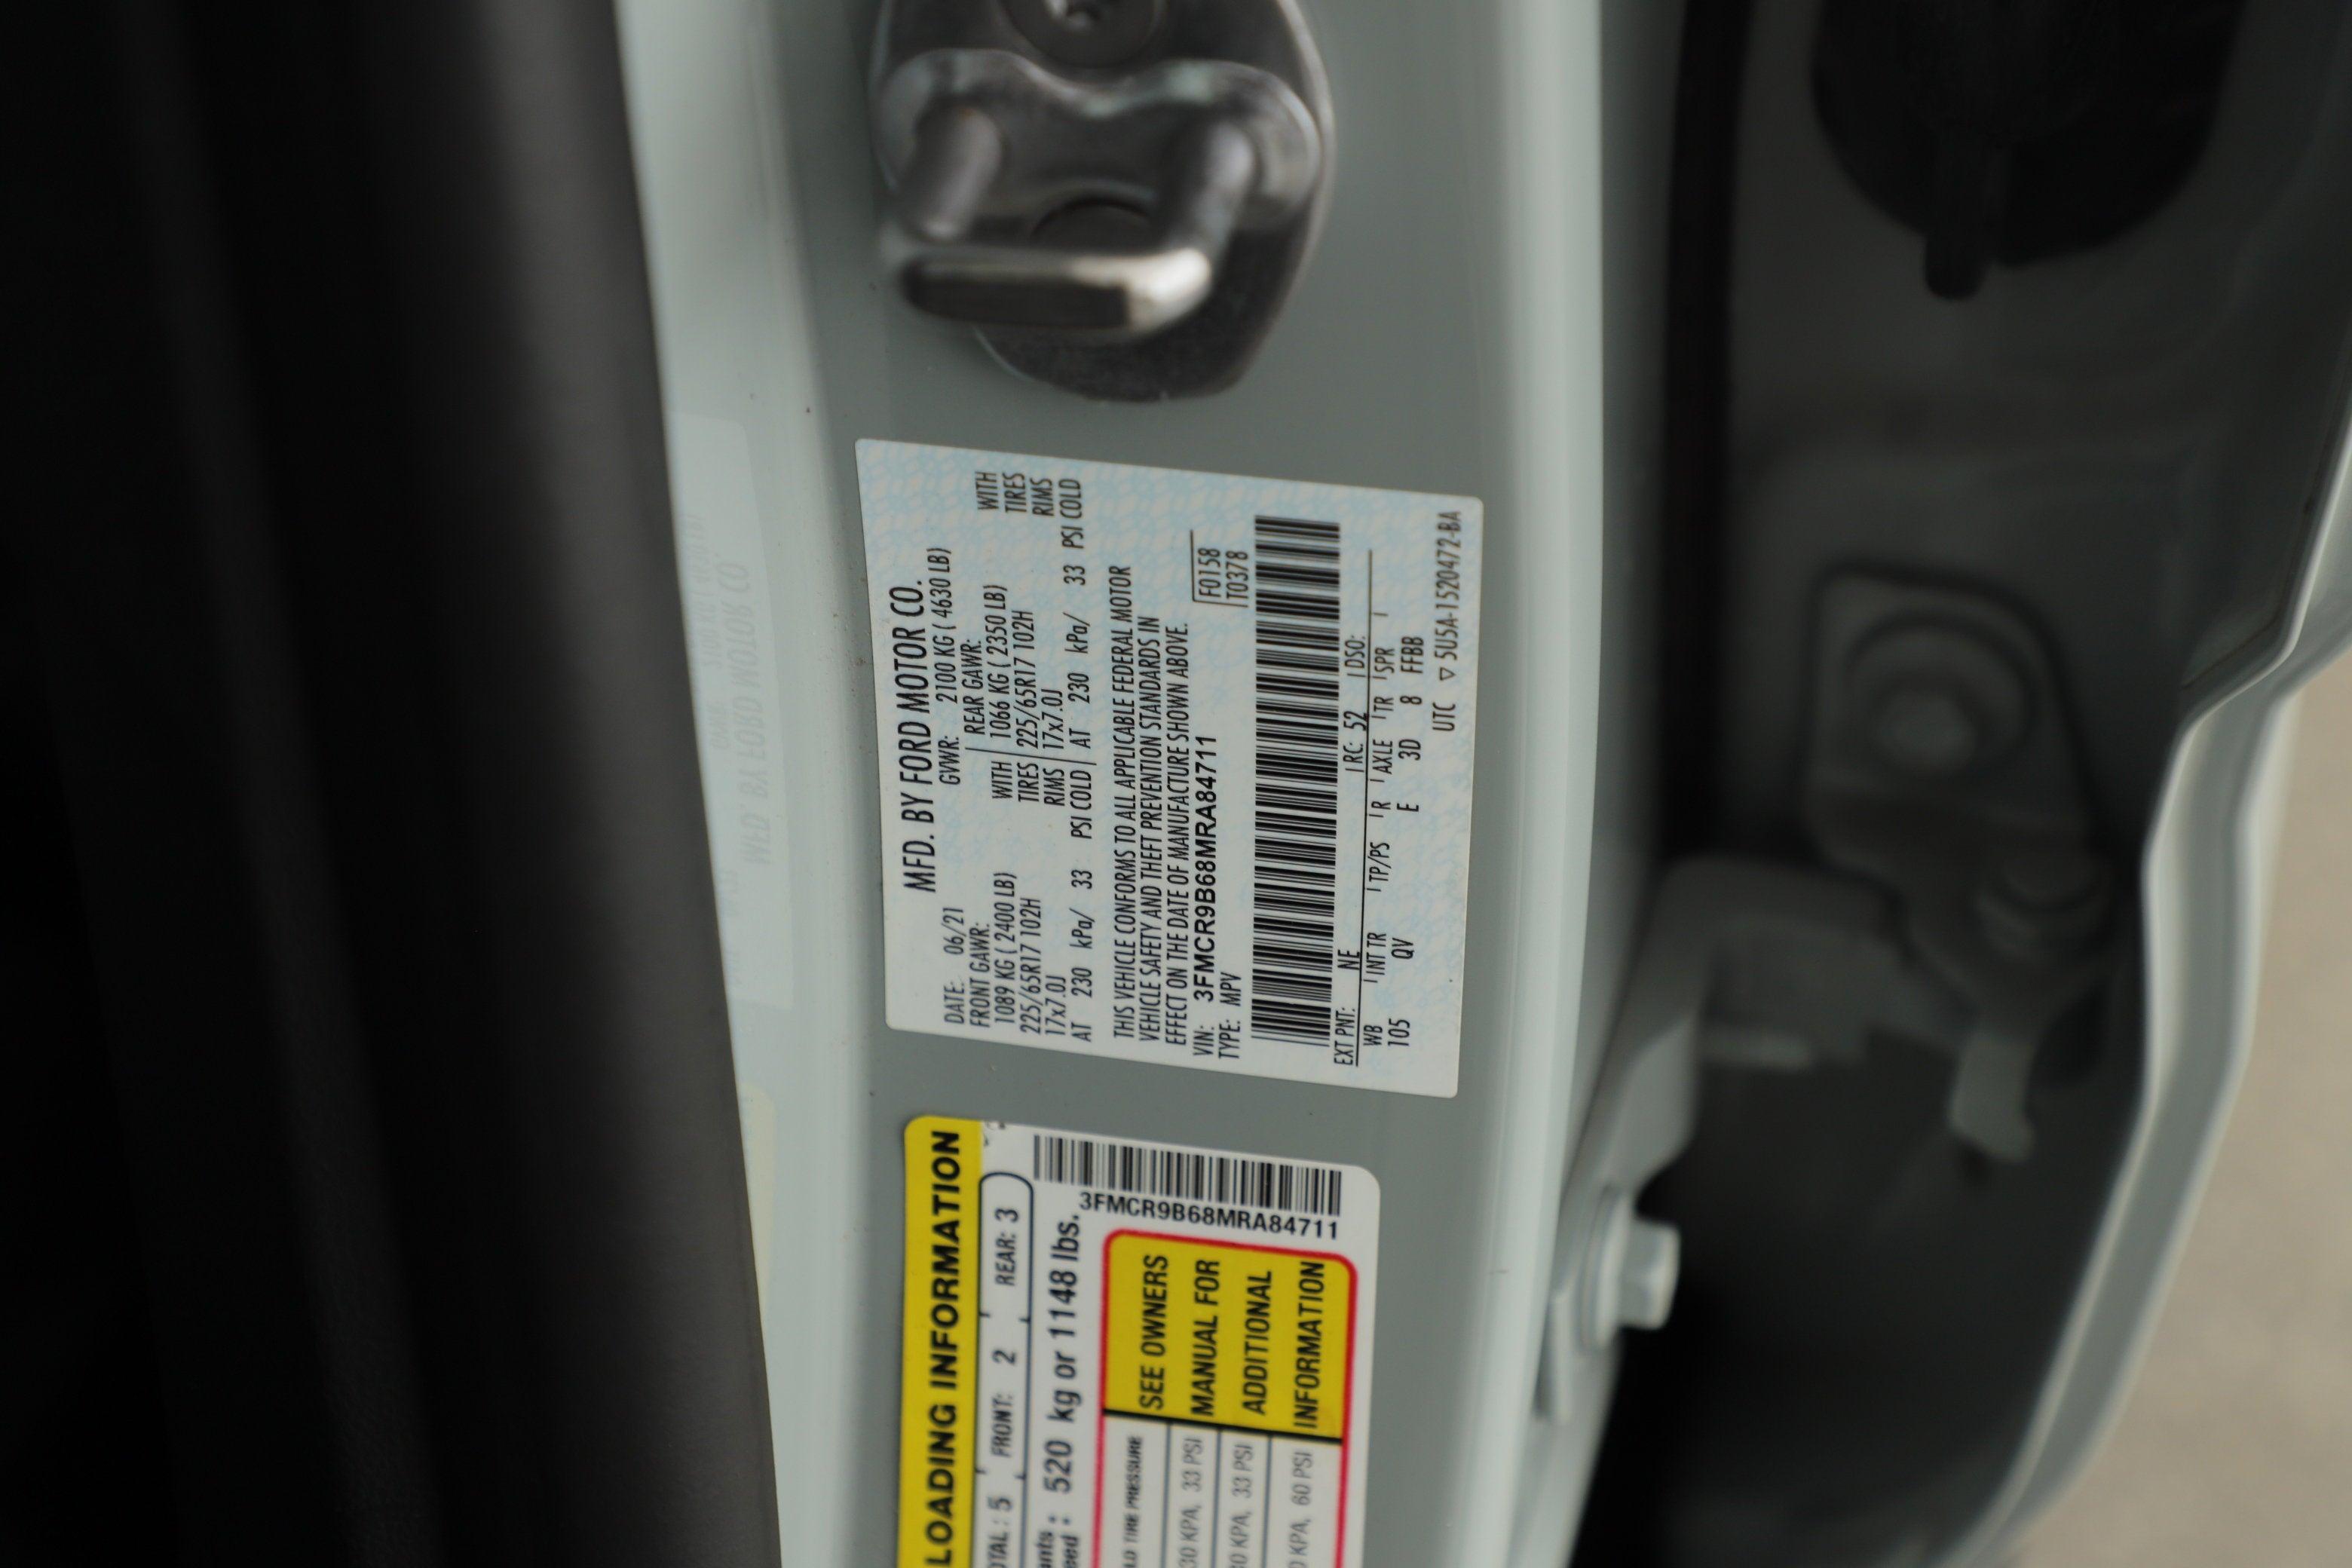 MFD. BY FORD MOTOR CO.
DATE: 06/21 GVWR: 2100 KG ( 4630 LB)
FRONT GAWR: REAR GAWR:
1089 KG ( 2400 LB) WITH 1066 KG ( 2350 LB) WITH
225/65R17 102H TIRES 225/65R17 102H TIRES
17x7.0J RIMS 17x7.0J RIMS
AT 230 kPa/ 33 PSI COLD AT 230 kPa/ 33 PSI COLD
THIS VEHICLE CONFORMS TO ALL APPLICABLE FEDERAL MOTOR
VEHICLE SAFETY AND THEFT PREVENTION STANDARDS IN
EFFECT ON THE DATE OF MANUFACTURE SHOWN ABOVE.
VIN: 3FMCR9B68MRA84711 F0158
TYPE: MPV T0378
EXT PNT: NE RC: 52 DSO:
WB INT TR TP/PS R AXLE TR SPR
105 QV E 3D 8 FFBB
UTC ▽ 5U5A-1520472-BA
LOADING INFORMATION
FRONT: 2 REAR: 3
520 kg or 1148 lbs.
3FMCR9B68MRA84711
TIRE PRESSURE
KPA, 33 PSI
KPA, 33 PSI
KPA, 60 PSI
SEE OWNERS
MANUAL FOR
ADDITIONAL
INFORMATION